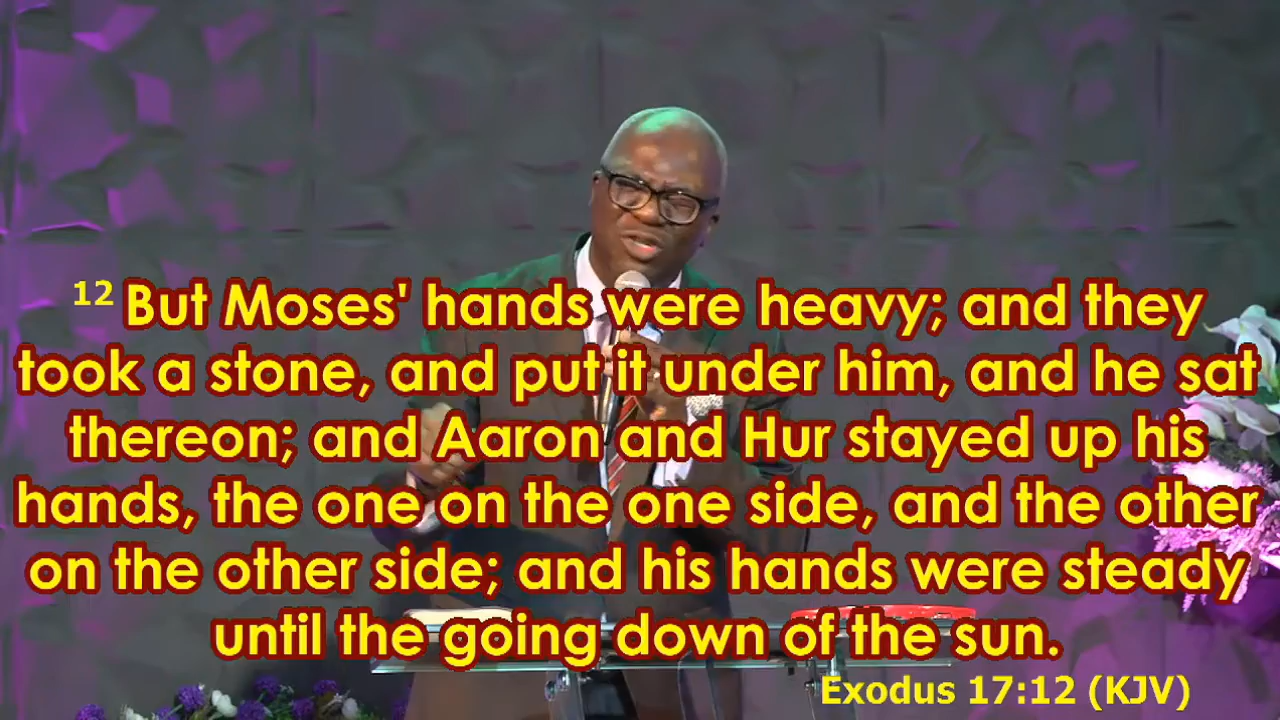 12 But Moses' hands were heavy; and they
took a stone, and put it under him, and he sat
thereon; and Aaron and Hur stayed up his
hands, the one on the one side, and the other
on the other side; and his hands were steady
until the going down of the sun.
Exodus 17:12 (KJV)